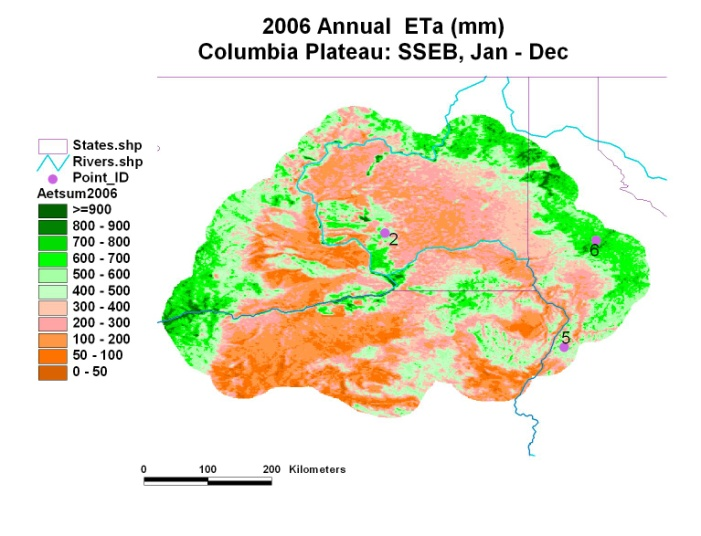 2006 Annual  ETa (mm)
Columbia Plateau: SSEB, Jan - Dec
States.shp
Rivers.shp
Point_ID
Aetsum2006
>=900
800 - 900
700 - 800
600 - 700
500 - 600
400 - 500
300 - 400
200 - 300
100 - 200
50 - 100
0 - 50
2
6
5
0 100 200 Kilometers